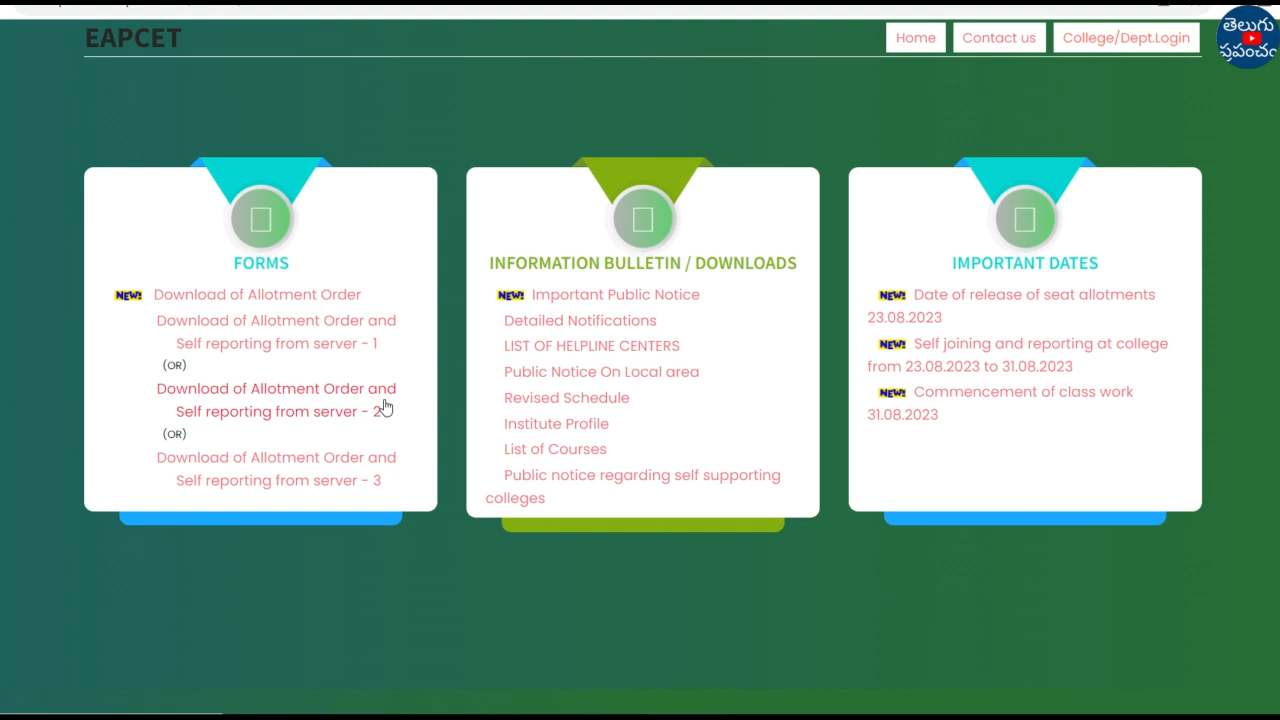 EAPCET
Home
Contact us
College/Dept.Login
తెలుగు
ప్రపంచం
FORMS
NEW! Download of Allotment Order
Download of Allotment Order and
Self reporting from server - 1
(OR)
Download of Allotment Order and
Self reporting from server - 2
(OR)
Download of Allotment Order and
Self reporting from server - 3
INFORMATION BULLETIN / DOWNLOADS
NEW! Important Public Notice
Detailed Notifications
LIST OF HELPLINE CENTERS
Public Notice On Local area
Revised Schedule
Institute Profile
List of Courses
Public notice regarding self supporting
colleges
IMPORTANT DATES
NEW! Date of release of seat allotments
23.08.2023
NEW! Self joining and reporting at college
from 23.08.2023 to 31.08.2023
NEW! Commencement of class work
31.08.2023